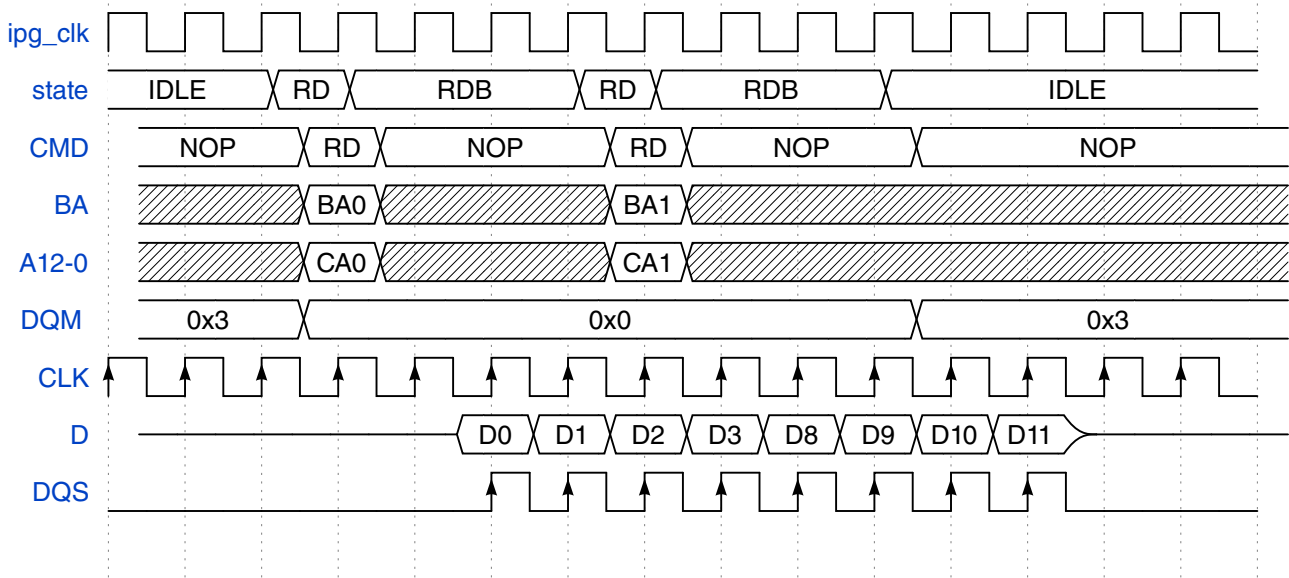 ipg_clk
state IDLE RD RDB RD RDB IDLE
CMD NOP RD NOP RD NOP NOP
BA BA0 BA1
A12-0 CA0 CA1
DQM 0x3 0x0 0x3
CLK
D D0 D1 D2 D3 D8 D9 D10 D11
DQS